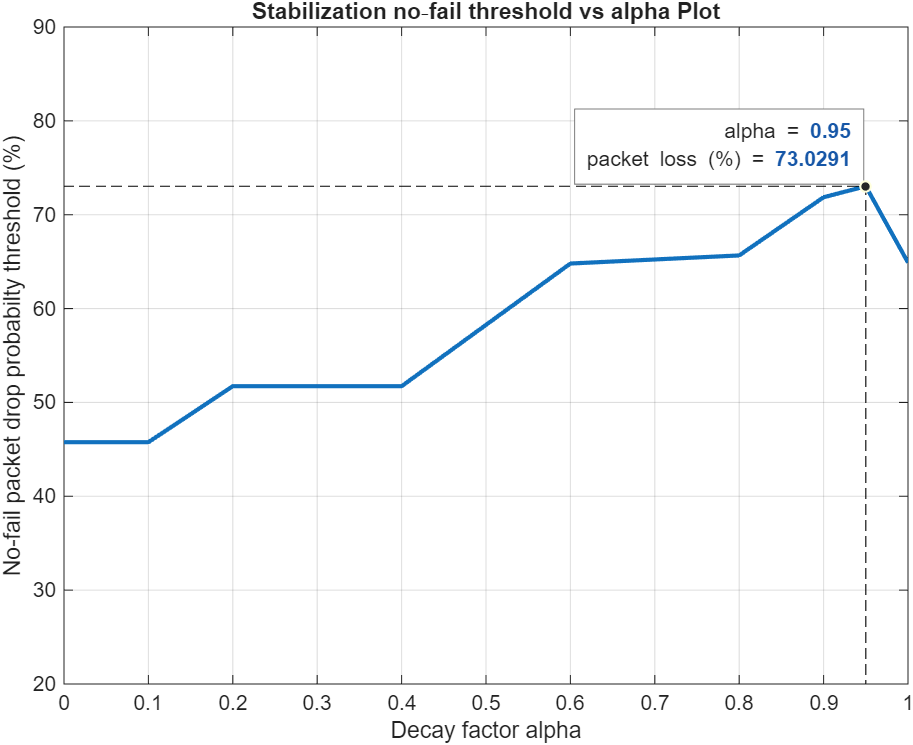 Stabilization no-fail threshold vs alpha Plot
90
80
70
60
50
40
30
20
No-fail packet drop probabilty threshold (%)
alpha = 0.95
packet loss (%) = 73.0291
0 0.1 0.2 0.3 0.4 0.5 0.6 0.7 0.8 0.9 1
Decay factor alpha